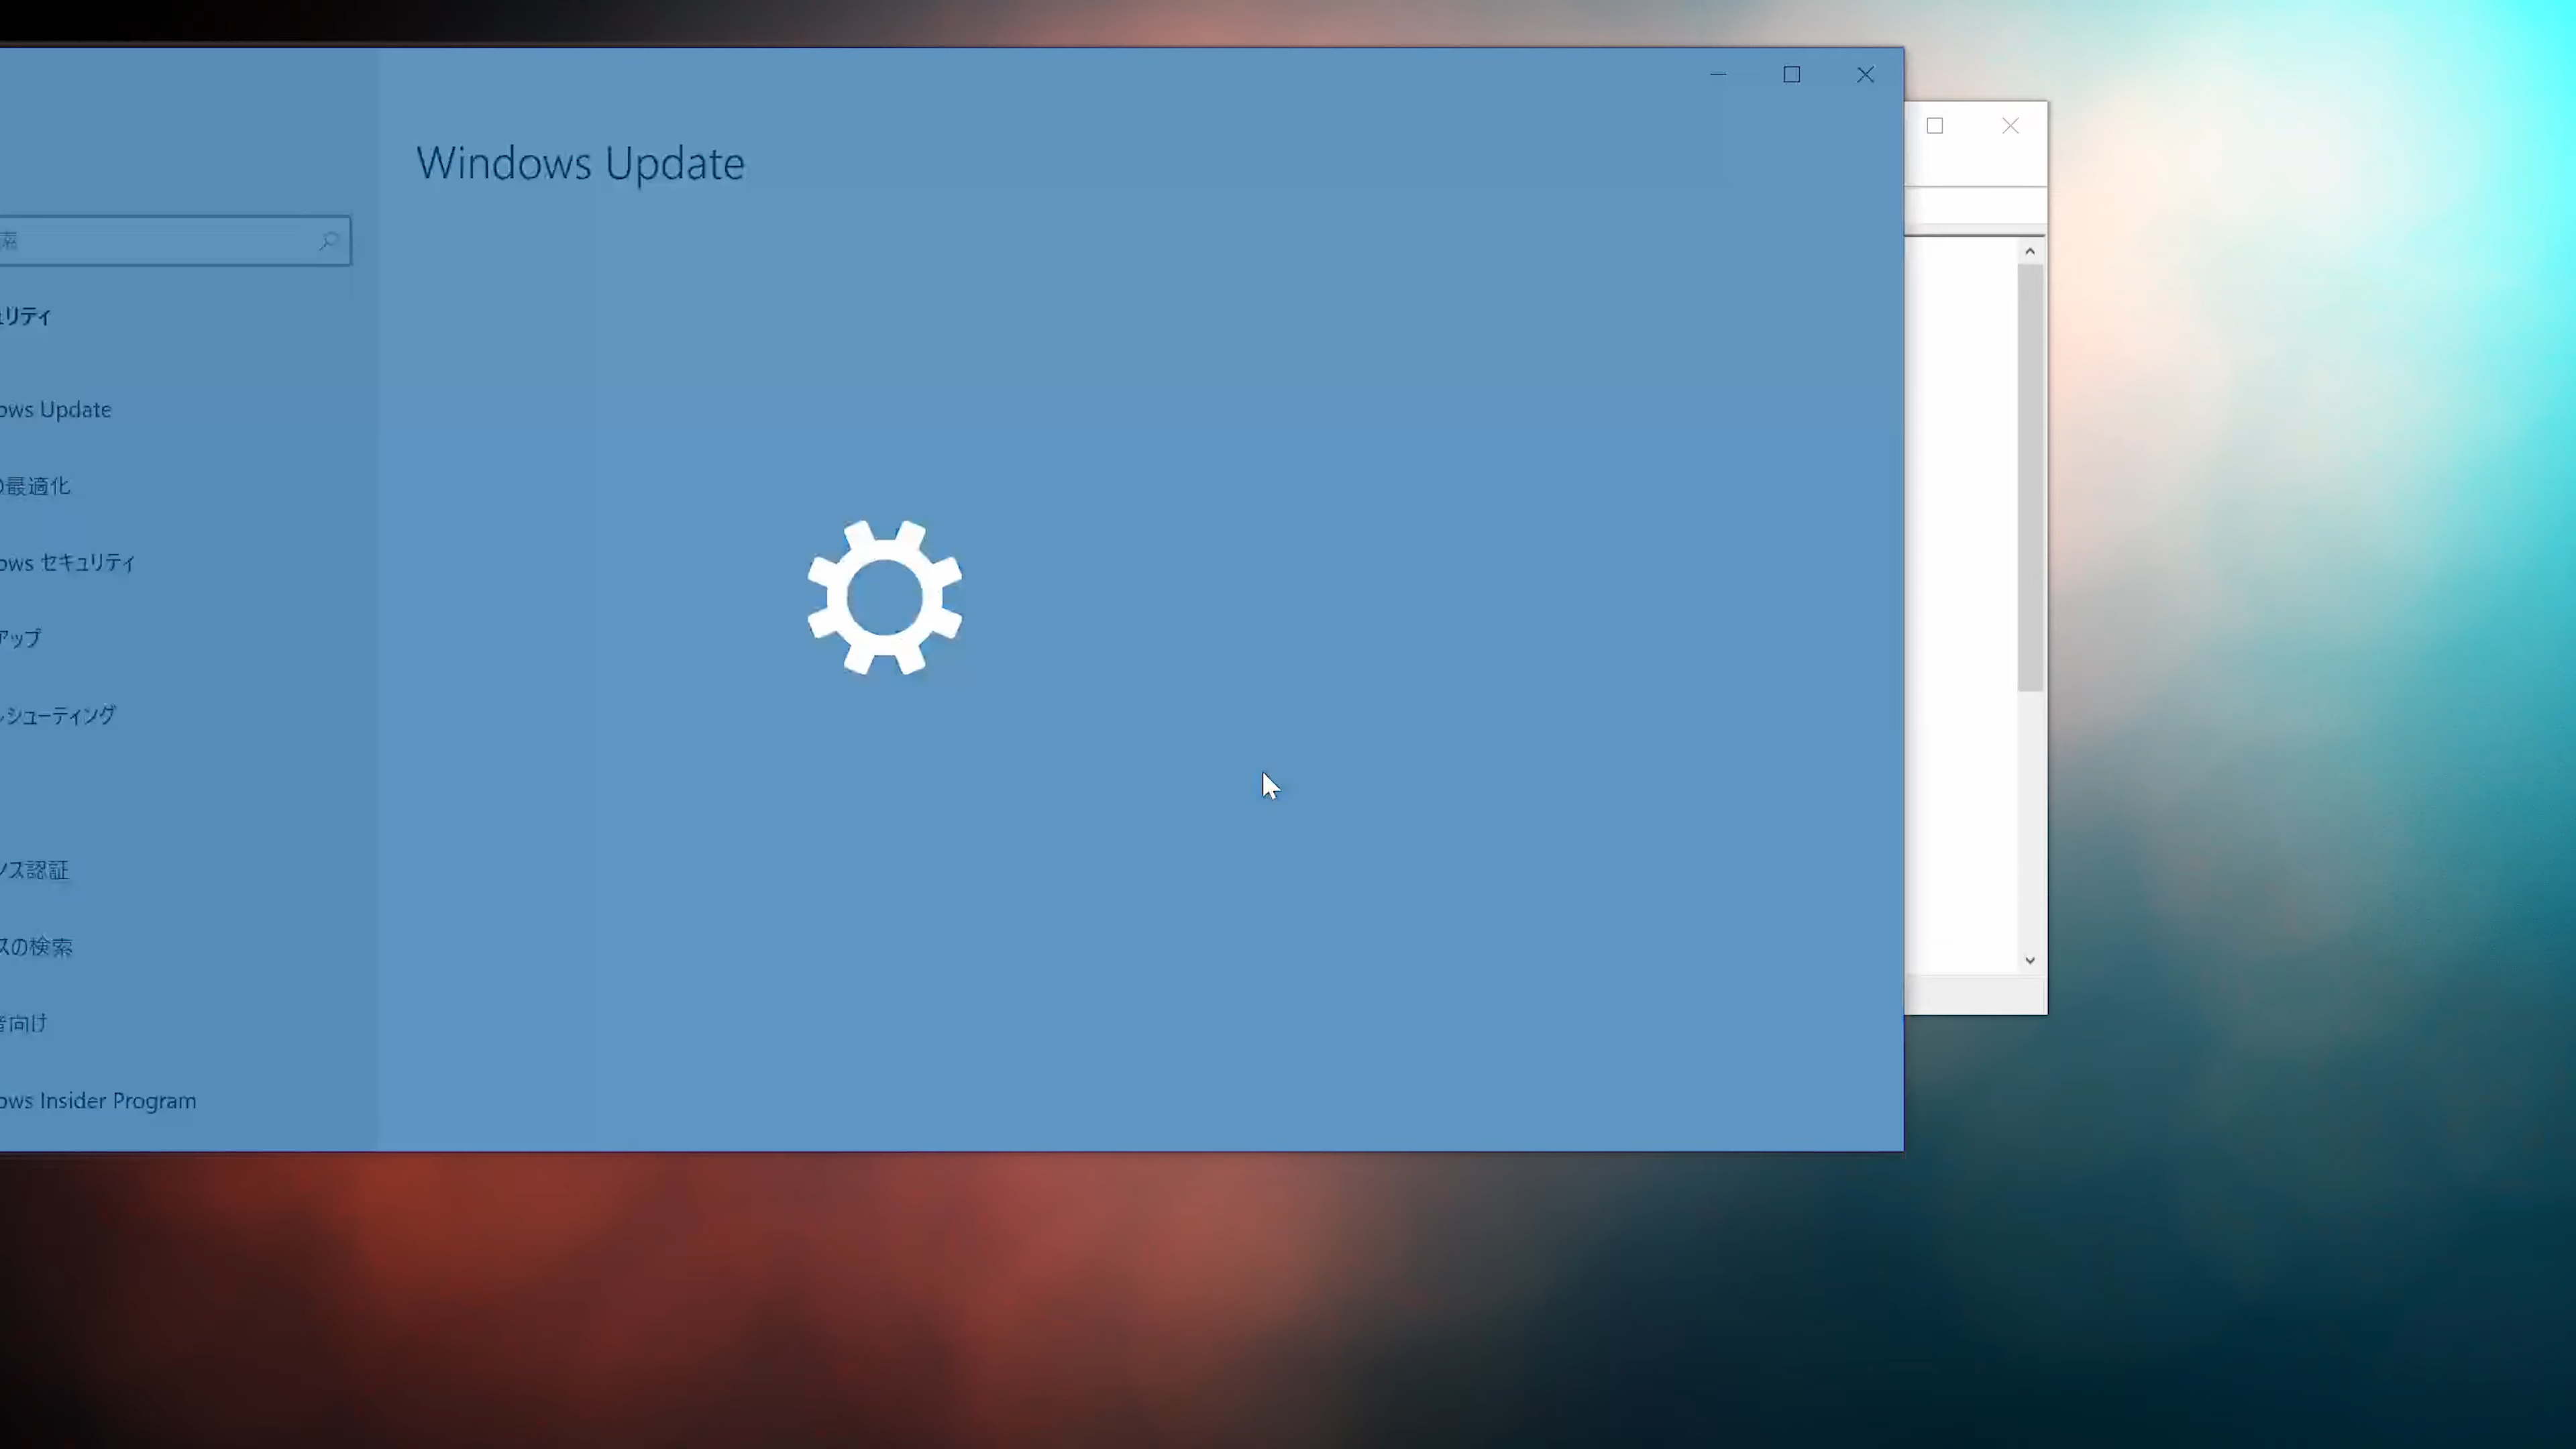 Windows Update
索
ュリティ
ows Update
の最適化
ows セキュリティ
アップ
シューティング
ス認証
スの検索
者向け
ows Insider Program